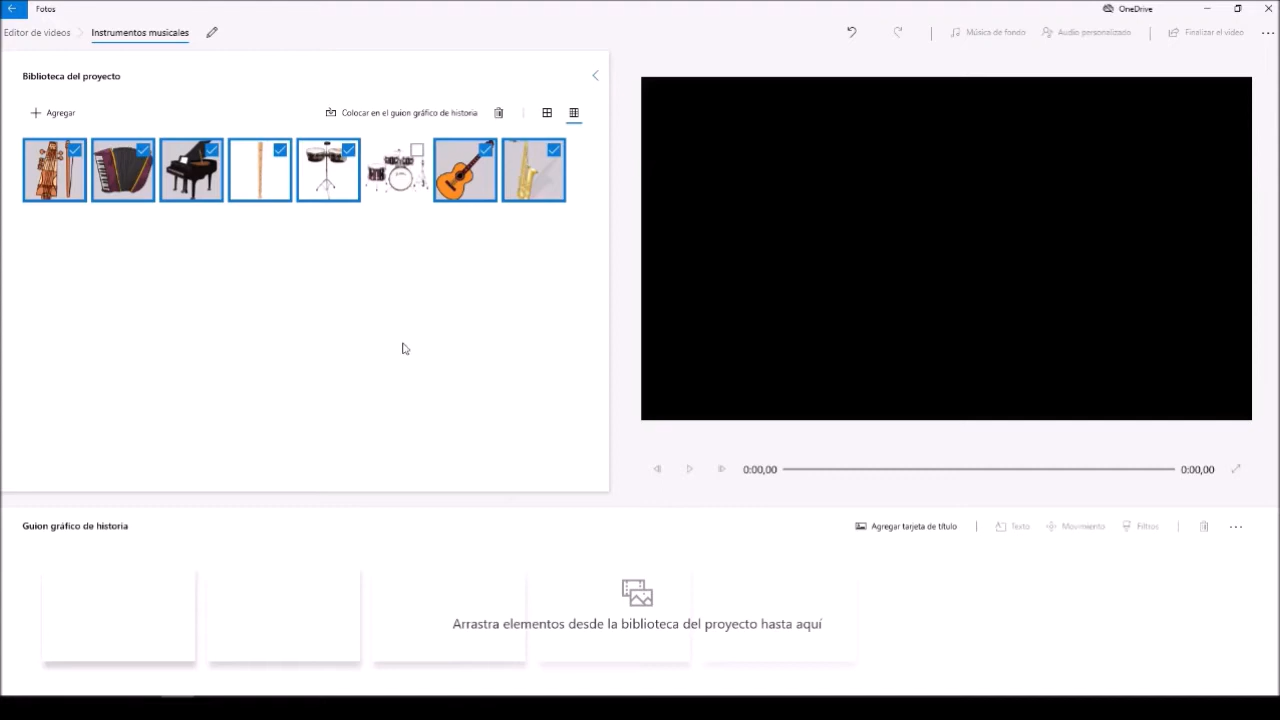 Fotos
OneDrive
Editor de videos
Instrumentos musicales
Música de fondo
Audio personalizado
Finalizar el video
Biblioteca del proyecto
Agregar
Colocar en el guion gráfico de historia
0:00,00
0:00,00
Guion gráfico de historia
Agregar tarjeta de título
Texto
Movimiento
Filtros
Arrastra elementos desde la biblioteca del proyecto hasta aquí